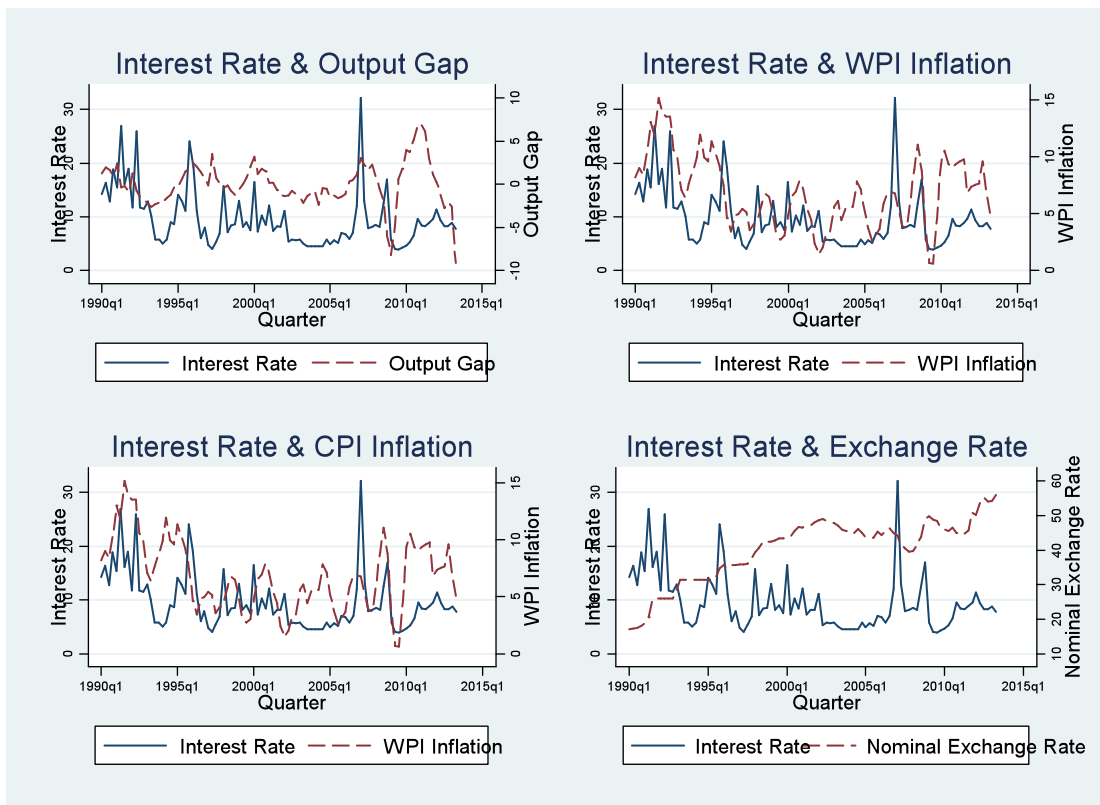 Interest Rate & Output Gap
Interest Rate
0 10 20 30
Output Gap
-10 -5 0 5 10
1990q1 1995q1 2000q1 2005q1 2010q1 2015q1
Quarter
Interest Rate Output Gap
Interest Rate & WPI Inflation
Interest Rate
0 10 20 30
WPI Inflation
0 5 10 15
1990q1 1995q1 2000q1 2005q1 2010q1 2015q1
Quarter
Interest Rate WPI Inflation
Interest Rate & CPI Inflation
Interest Rate
0 10 20 30
WPI Inflation
0 5 10 15
1990q1 1995q1 2000q1 2005q1 2010q1 2015q1
Quarter
Interest Rate WPI Inflation
Interest Rate & Exchange Rate
Interest Rate
0 10 20 30
Nominal Exchange Rate
10 20 30 40 50 60
1990q1 1995q1 2000q1 2005q1 2010q1 2015q1
Quarter
Interest Rate Nominal Exchange Rate